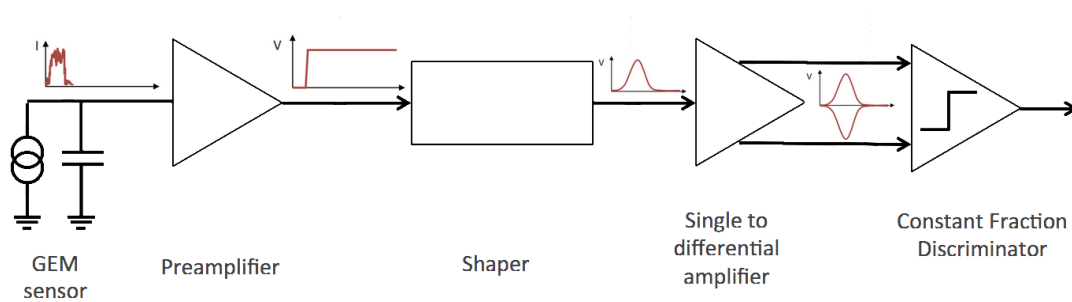 I
V
V
V
GEM
sensor
Preamplifier
Shaper
Single to
differential
amplifier
Constant Fraction
Discriminator